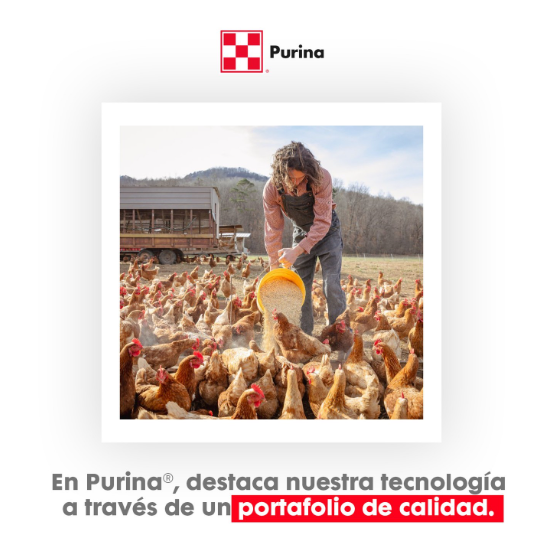 Purina
En Purina®, destaca nuestra tecnología
a través de un portafolio de calidad.